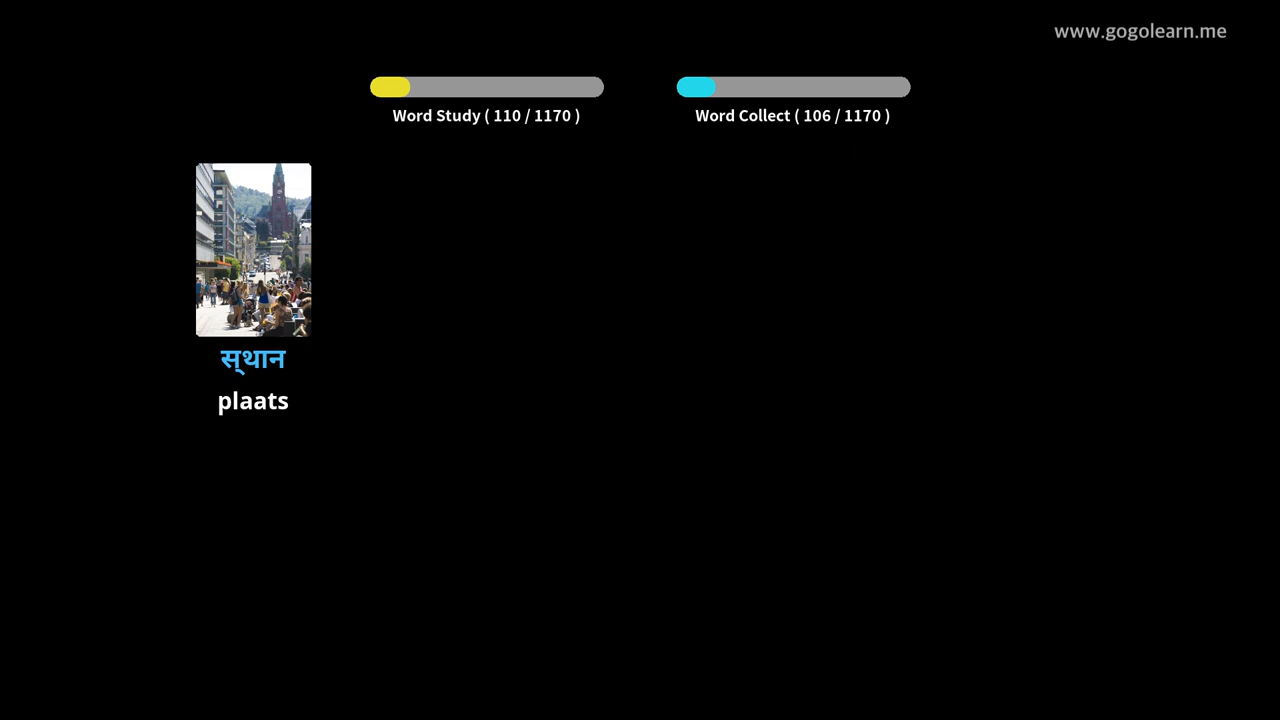 www.gogolearn.me
Word Study ( 110 / 1170 )
Word Collect ( 106 / 1170 )
स्थान
plaats